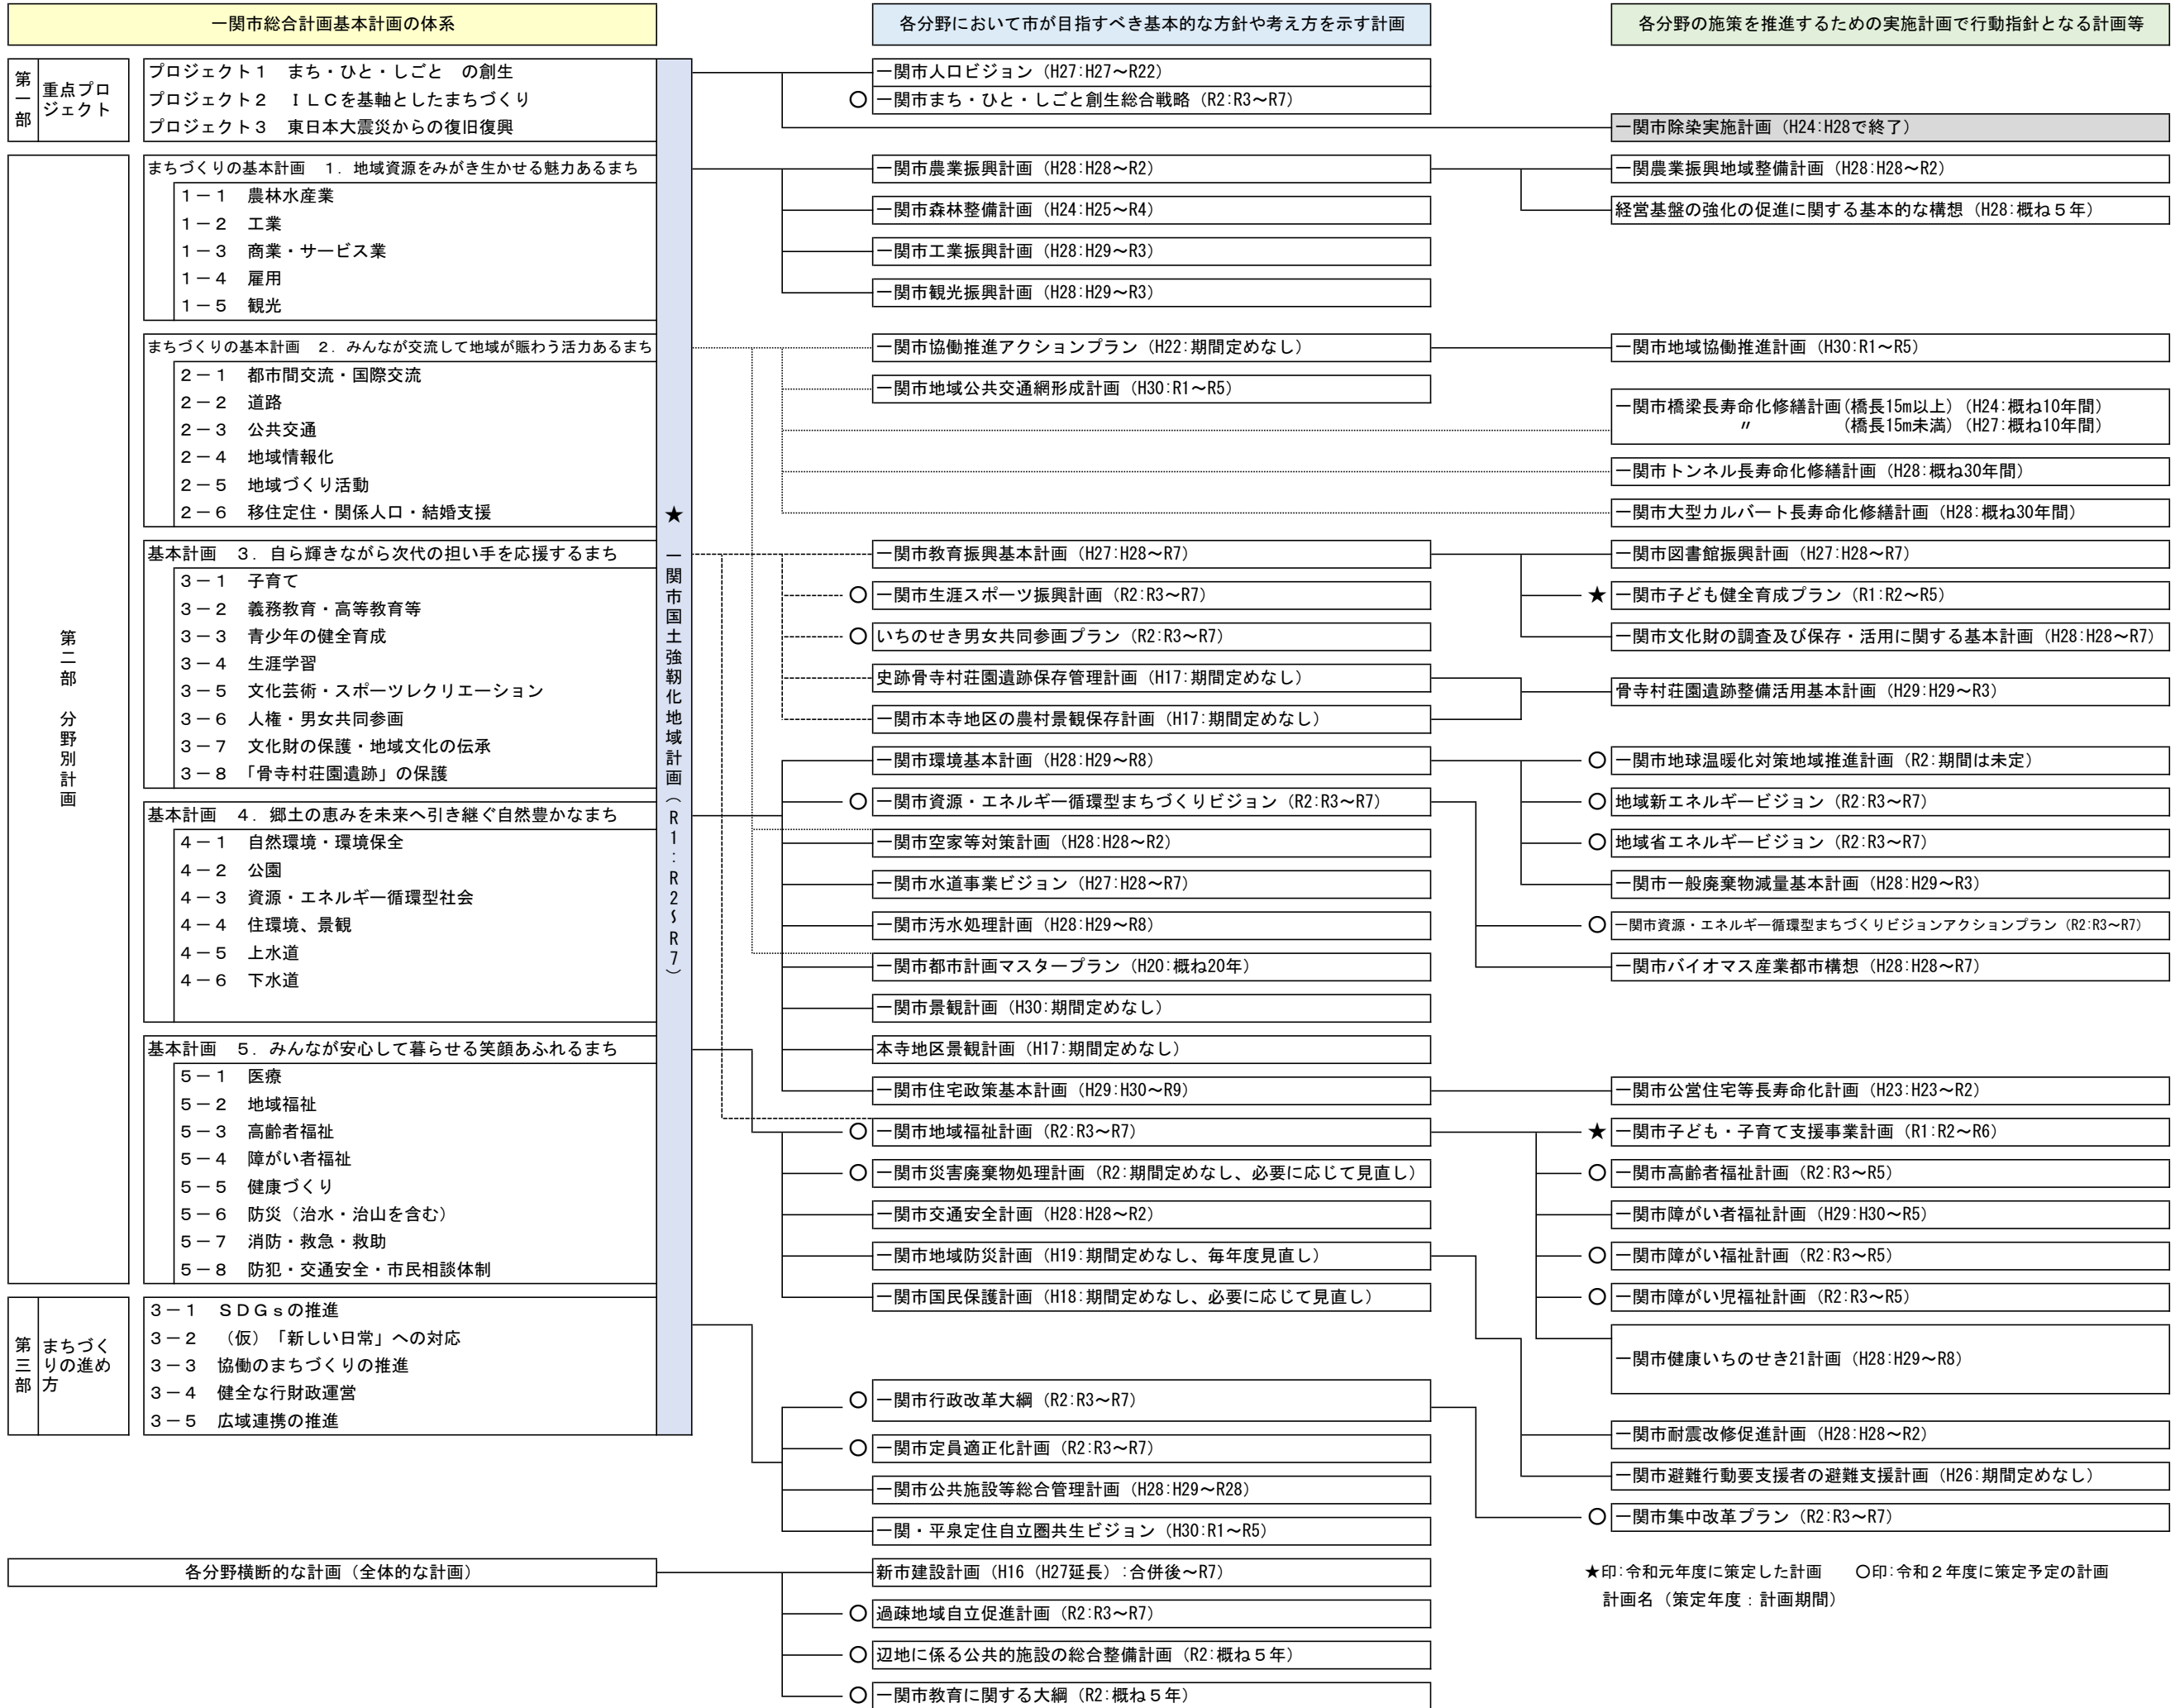 一関市総合計画基本計画の体系
各分野において市が目指すべき基本的な方針や考え方を示す計画
各分野の施策を推進するための実施計画で行動指針となる計画等
第一部
重点プロ
ジェクト
プロジェクト１　まち・ひと・しごと　の創生
プロジェクト２　ＩＬＣを基軸としたまちづくり
プロジェクト３　東日本大震災からの復旧復興
第二部　分野別計画
まちづくりの基本計画　１．地域資源をみがき生かせる魅力あるまち
１－１　農林水産業
１－２　工業
１－３　商業・サービス業
１－４　雇用
１－５　観光
まちづくりの基本計画　２．みんなが交流して地域が賑わう活力あるまち
２－１　都市間交流・国際交流
２－２　道路
２－３　公共交通
２－４　地域情報化
２－５　地域づくり活動
２－６　移住定住・関係人口・結婚支援
基本計画　３．自ら輝きながら次代の担い手を応援するまち
３－１　子育て
３－２　義務教育・高等教育等
３－３　青少年の健全育成
３－４　生涯学習
３－５　文化芸術・スポーツレクリエーション
３－６　人権・男女共同参画
３－７　文化財の保護・地域文化の伝承
３－８　「骨寺村荘園遺跡」の保護
基本計画　４．郷土の恵みを未来へ引き継ぐ自然豊かなまち
４－１　自然環境・環境保全
４－２　公園
４－３　資源・エネルギー循環型社会
４－４　住環境、景観
４－５　上水道
４－６　下水道
基本計画　５．みんなが安心して暮らせる笑顔あふれるまち
５－１　医療
５－２　地域福祉
５－３　高齢者福祉
５－４　障がい者福祉
５－５　健康づくり
５－６　防災（治水・治山を含む）
５－７　消防・救急・救助
５－８　防犯・交通安全・市民相談体制
第三部
まちづく
りの進め
方
３－１　ＳＤＧｓの推進
３－２　（仮）「新しい日常」への対応
３－３　協働のまちづくりの推進
３－４　健全な行財政運営
３－５　広域連携の推進
各分野横断的な計画（全体的な計画）
★　一関市国土強靱化地域計画（R1：R2～R7）
一関市人口ビジョン（H27:H27～R22）
○ 一関市まち・ひと・しごと創生総合戦略（R2:R3～R7）
一関市農業振興計画（H28:H28～R2）
一関市森林整備計画（H24:H25～R4）
一関市工業振興計画（H28:H29～R3）
一関市観光振興計画（H28:H29～R3）
一関市協働推進アクションプラン（H22:期間定めなし）
一関市地域公共交通網形成計画（H30:R1～R5）
一関市教育振興基本計画（H27:H28～R7）
○ 一関市生涯スポーツ振興計画（R2:R3～R7）
○ いちのせき男女共同参画プラン（R2:R3～R7）
史跡骨寺村荘園遺跡保存管理計画（H17:期間定めなし）
一関市本寺地区の農村景観保存計画（H17:期間定めなし）
一関市環境基本計画（H28:H29～R8）
○ 一関市資源・エネルギー循環型まちづくりビジョン（R2:R3～R7）
一関市空家等対策計画（H28:H28～R2）
一関市水道事業ビジョン（H27:H28～R7）
一関市汚水処理計画（H28:H29～R8）
一関市都市計画マスタープラン（H20:概ね20年）
一関市景観計画（H30:期間定めなし）
本寺地区景観計画（H17:期間定めなし）
一関市住宅政策基本計画（H29:H30～R9）
○ 一関市地域福祉計画（R2:R3～R7）
○ 一関市災害廃棄物処理計画（R2:期間定めなし、必要に応じて見直し）
一関市交通安全計画（H28:H28～R2）
一関市地域防災計画（H19:期間定めなし、毎年度見直し）
一関市国民保護計画（H18:期間定めなし、必要に応じて見直し）
○ 一関市行政改革大綱（R2:R3～R7）
○ 一関市定員適正化計画（R2:R3～R7）
一関市公共施設等総合管理計画（H28:H29～R28）
一関・平泉定住自立圏共生ビジョン（H30:R1～R5）
新市建設計画（H16（H27延長）:合併後～R7）
○ 過疎地域自立促進計画（R2:R3～R7）
○ 辺地に係る公共的施設の総合整備計画（R2:概ね５年）
○ 一関市教育に関する大綱（R2:概ね５年）
一関市除染実施計画（H24:H28で終了）
一関農業振興地域整備計画（H28:H28～R2）
経営基盤の強化の促進に関する基本的な構想（H28:概ね５年）
一関市地域協働推進計画（H30:R1～R5）
一関市橋梁長寿命化修繕計画(橋長15m以上)（H24:概ね10年間）
〃　(橋長15m未満)（H27:概ね10年間）
一関市トンネル長寿命化修繕計画（H28:概ね30年間）
一関市大型カルバート長寿命化修繕計画（H28:概ね30年間）
一関市図書館振興計画（H27:H28～R7）
★ 一関市子ども健全育成プラン（R1:R2～R5）
一関市文化財の調査及び保存・活用に関する基本計画（H28:H28～R7）
骨寺村荘園遺跡整備活用基本計画（H29:H29～R3）
○ 一関市地球温暖化対策地域推進計画（R2:期間は未定）
○ 地域新エネルギービジョン（R2:R3～R7）
○ 地域省エネルギービジョン（R2:R3～R7）
一関市一般廃棄物減量基本計画（H28:H29～R3）
○ 一関市資源・エネルギー循環型まちづくりビジョンアクションプラン（R2:R3～R7）
一関市バイオマス産業都市構想（H28:H28～R7）
一関市公営住宅等長寿命化計画（H23:H23～R2）
★ 一関市子ども・子育て支援事業計画（R1:R2～R6）
○ 一関市高齢者福祉計画（R2:R3～R5）
一関市障がい者福祉計画（H29:H30～R5）
○ 一関市障がい福祉計画（R2:R3～R5）
○ 一関市障がい児福祉計画（R2:R3～R5）
一関市健康いちのせき21計画（H28:H29～R8）
一関市耐震改修促進計画（H28:H28～R2）
一関市避難行動要支援者の避難支援計画（H26:期間定めなし）
○ 一関市集中改革プラン（R2:R3～R7）
★印:令和元年度に策定した計画　　○印:令和２年度に策定予定の計画
計画名（策定年度：計画期間）